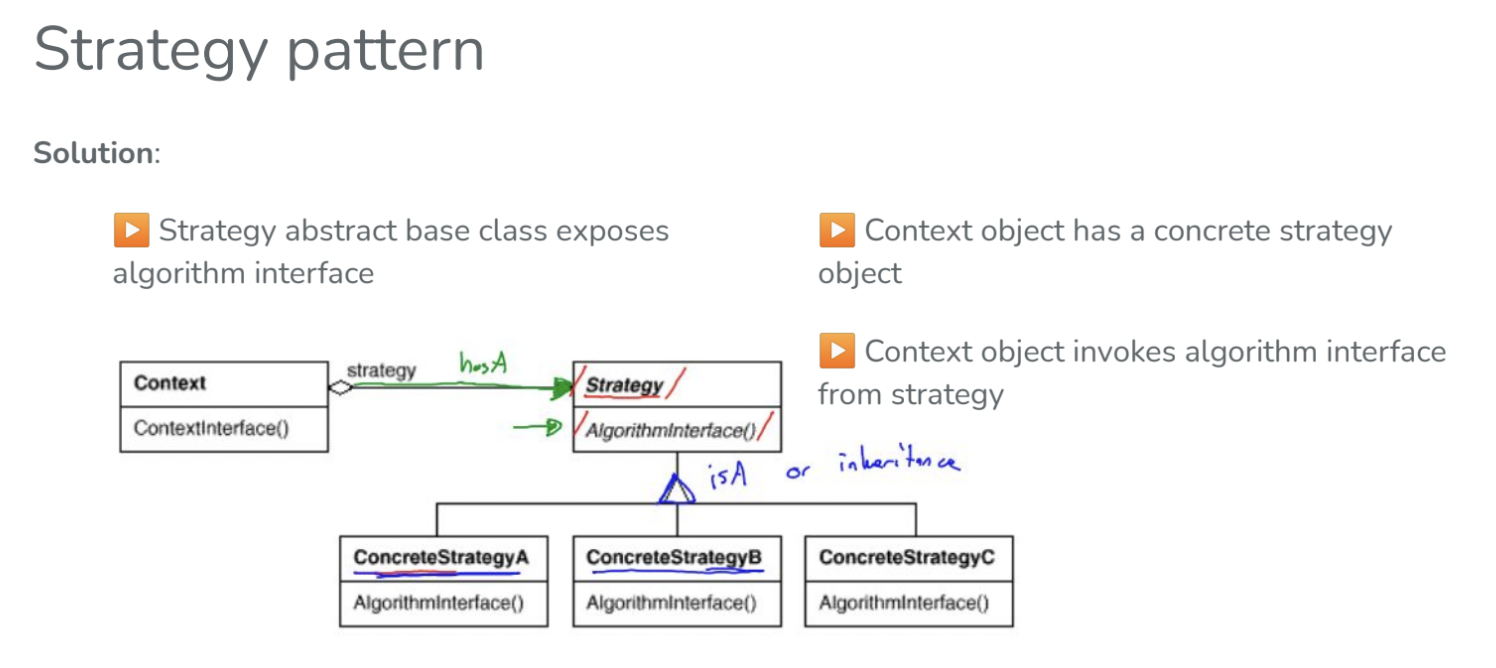 Strategy pattern
Solution:
Strategy abstract base class exposes
algorithm interface
Context object has a concrete strategy
object
Context object invokes algorithm interface
from strategy
Context
ContextInterface()
strategy
hasA
Strategy
AlgorithmInterface()
isA or inheritance
ConcreteStrategyA
AlgorithmInterface()
ConcreteStrategyB
AlgorithmInterface()
ConcreteStrategyC
AlgorithmInterface()